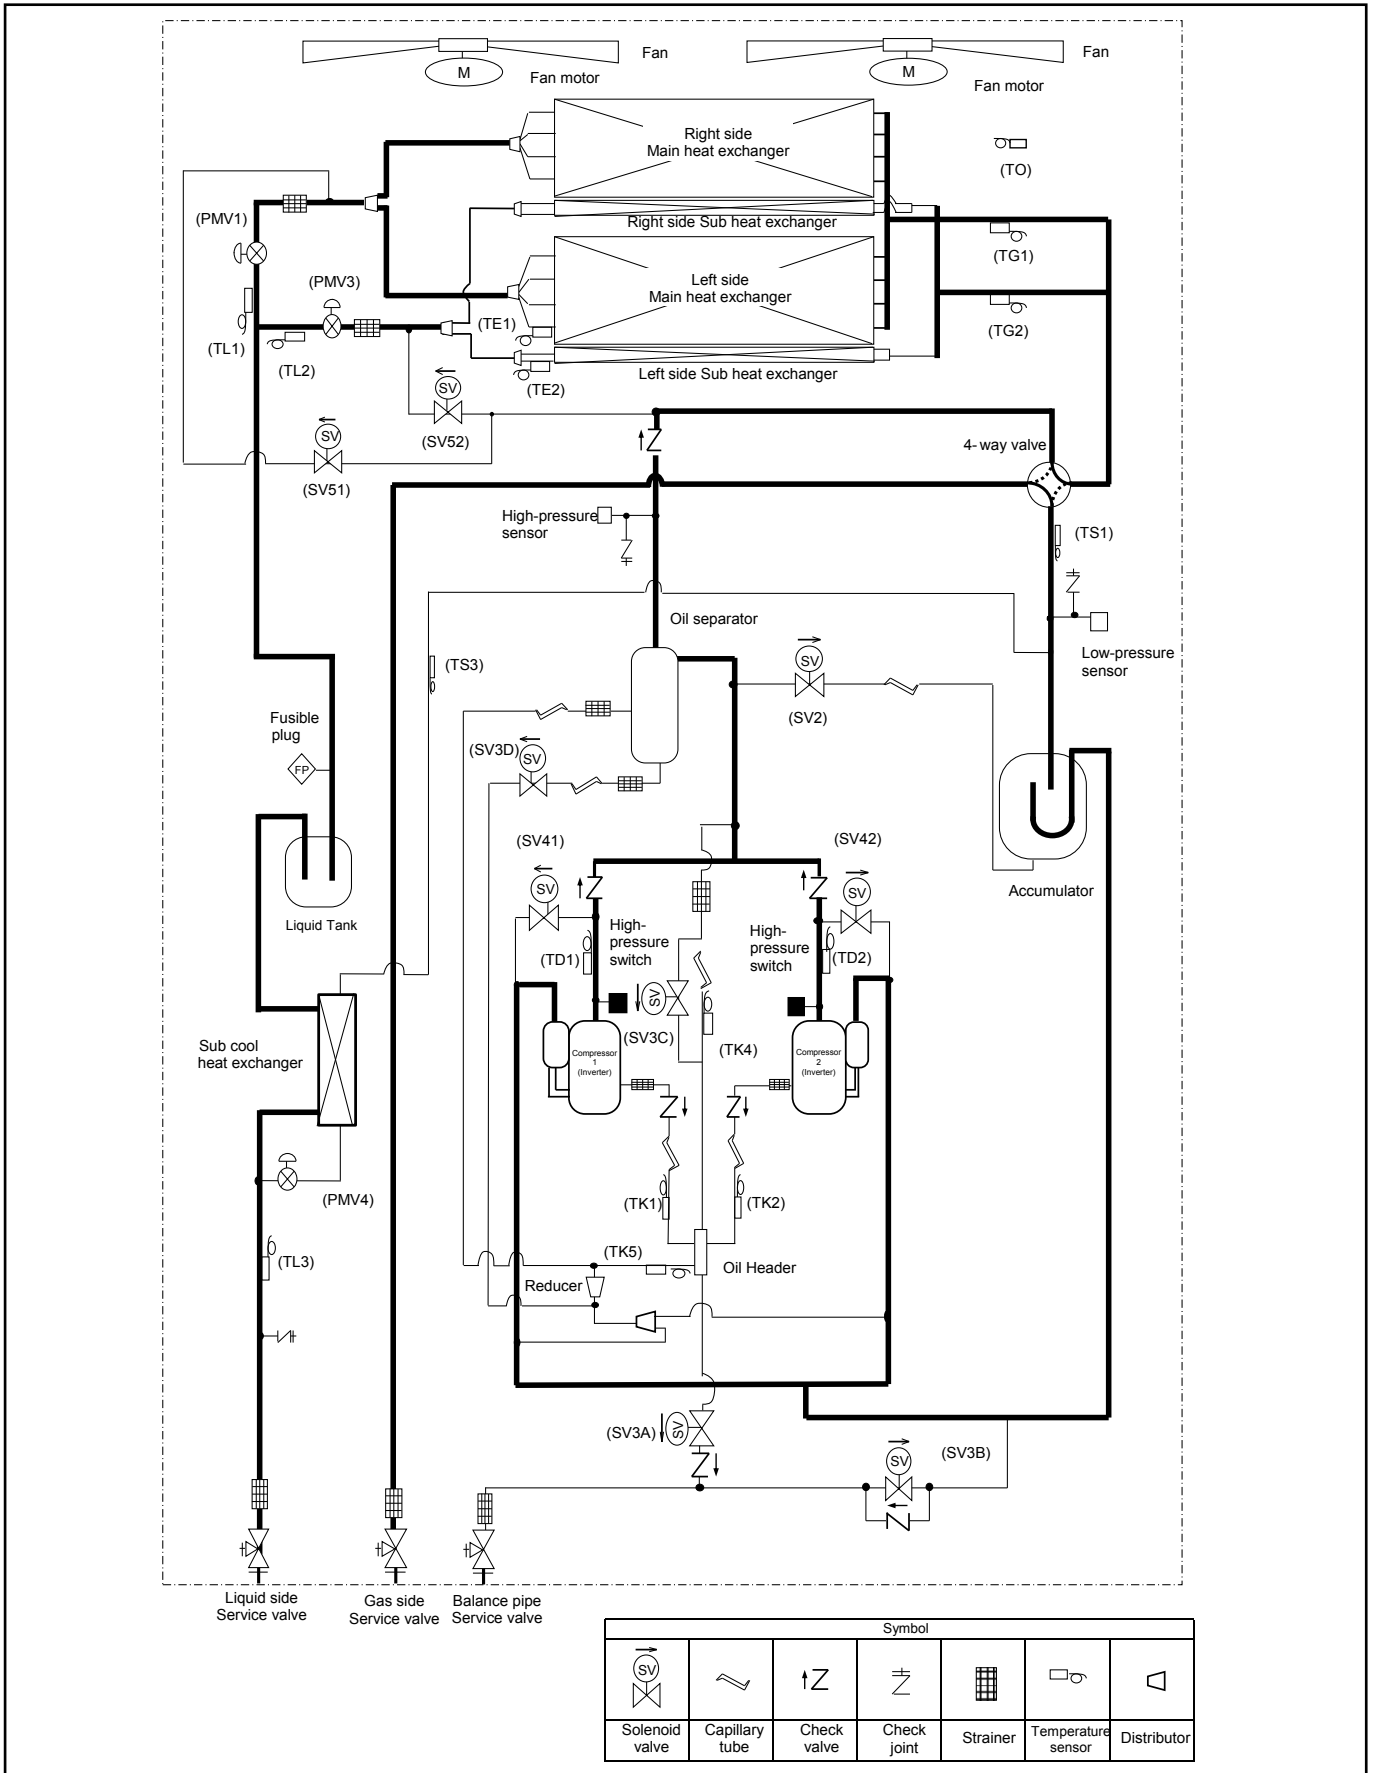 Fan
Fan
M
Fan motor
M
Fan motor
Right side
Main heat exchanger
(TO)
(PMV1)
Right side Sub heat exchanger
(TG1)
(PMV3)
Left side
Main heat exchanger
(TG2)
(TE1)
(TL1)
(TL2)
(TE2)
Left side Sub heat exchanger
SV
(SV52)
SV
(SV51)
4- way valve
High-pressure
sensor
(TS1)
Oil separator
Low-pressure
sensor
(TS3)
SV
(SV2)
Fusible
plug
FP
(SV3D)
SV
(SV41)
(SV42)
SV
SV
Accumulator
Liquid Tank
High-
pressure
switch
High-
pressure
switch
(TD1)
(TD2)
SV
(SV3C)
(TK4)
Sub cool
heat exchanger
Compressor
1
(Inverter)
Compressor
2
(Inverter)
(PMV4)
(TK1)
(TK2)
(TL3)
(TK5)
Oil Header
Reducer
(SV3A)
SV
(SV3B)
SV
Liquid side
Service valve
Gas side
Service valve
Balance pipe
Service valve
Symbol
SV
Solenoid
valve
Capillary
tube
Check
valve
Check
joint
Strainer
Temperature
sensor
Distributor